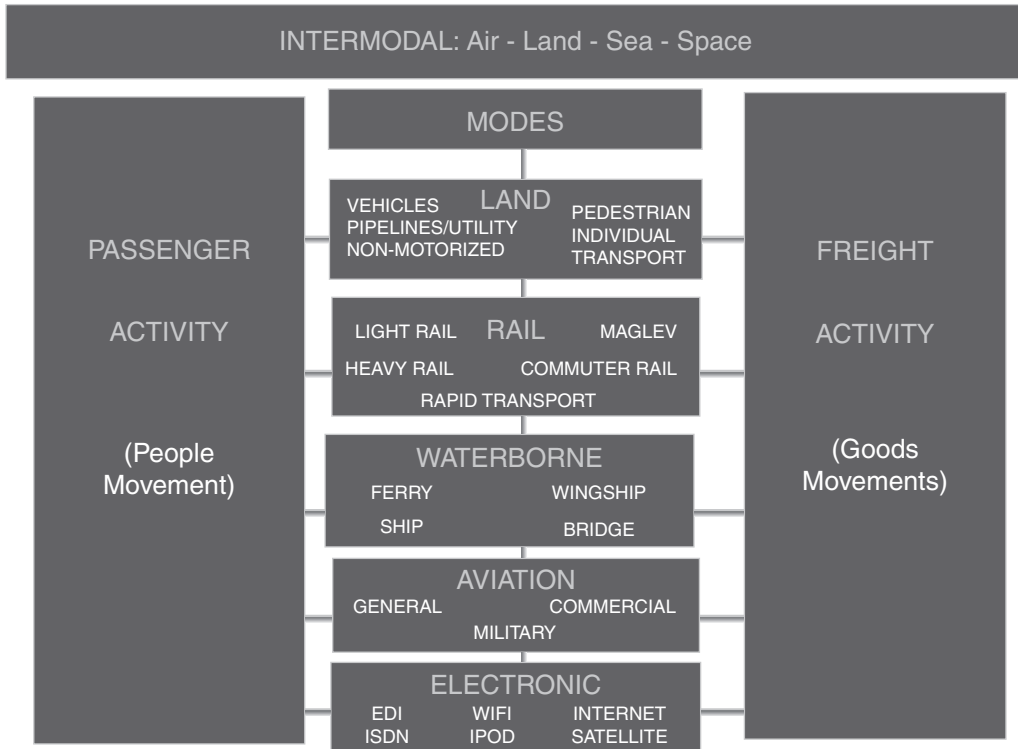 INTERMODAL: Air - Land - Sea - Space
PASSENGER
ACTIVITY
(People
Movement)
MODES
LAND
VEHICLES
PIPELINES/UTILITY
NON-MOTORIZED
PEDESTRIAN
INDIVIDUAL
TRANSPORT
RAIL
LIGHT RAIL
MAGLEV
HEAVY RAIL
COMMUTER RAIL
RAPID TRANSPORT
WATERBORNE
FERRY
WINGSHIP
SHIP
BRIDGE
AVIATION
GENERAL
COMMERCIAL
MILITARY
ELECTRONIC
EDI
WIFI
INTERNET
ISDN
IPOD
SATELLITE
FREIGHT
ACTIVITY
(Goods
Movements)